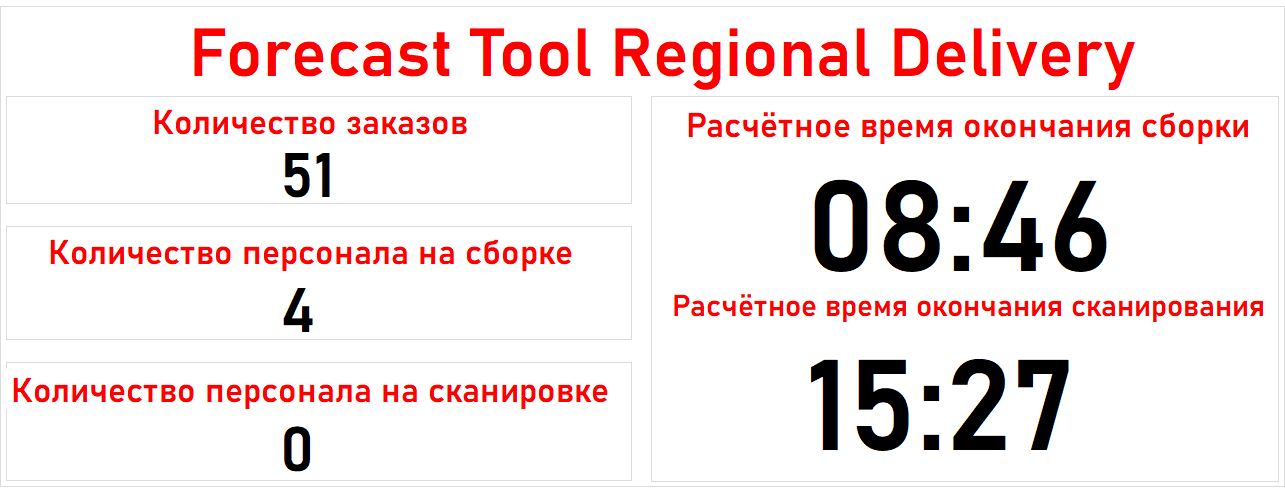 Forecast Tool Regional Delivery
Количество заказов
51
Количество персонала на сборке
4
Количество персонала на сканировке
0
Расчётное время окончания сборки
08:46
Расчётное время окончания сканирования
15:27